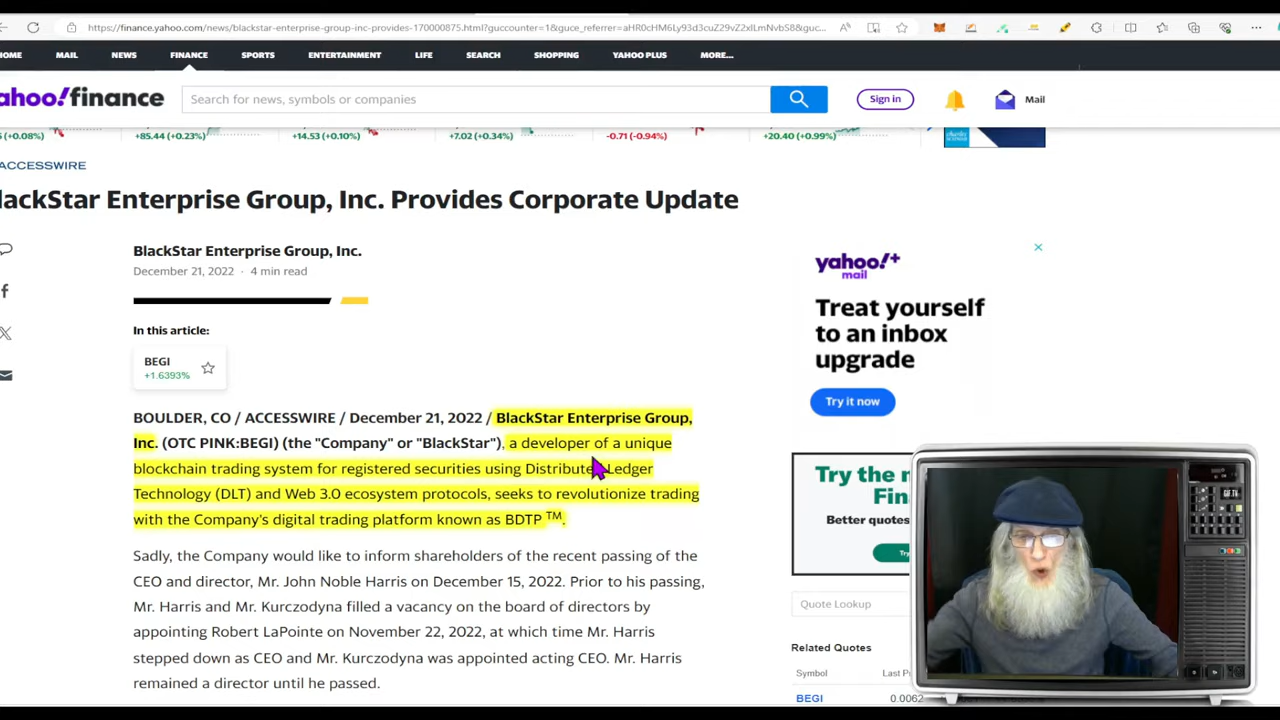 https://finance.yahoo.com/news/blackstar-enterprise-group-inc-provides-170000875.html?guccounter=1&guce_referrer=aHR0cHM6Ly93d3cuZ29vZ2xlLmNvbS8&guc...
HOME MAIL NEWS FINANCE SPORTS ENTERTAINMENT LIFE SEARCH SHOPPING YAHOO PLUS MORE...
ahoo!finance Search for news, symbols or companies Sign in Mail
(+0.08%) +85.44 (+0.23%) +14.53 (+0.10%) +7.02 (+0.34%) -0.71 (-0.94%) +20.40 (+0.99%)
ACCESSWIRE
lackStar Enterprise Group, Inc. Provides Corporate Update
BlackStar Enterprise Group, Inc.
December 21, 2022 · 4 min read
In this article:
BEGI
+1.6393%
BOULDER, CO / ACCESSWIRE / December 21, 2022 / BlackStar Enterprise Group,
Inc. (OTC PINK:BEGI) (the "Company" or "BlackStar"), a developer of a unique
blockchain trading system for registered securities using Distribute Ledger
Technology (DLT) and Web 3.0 ecosystem protocols, seeks to revolutionize trading
with the Company's digital trading platform known as BDTP TM.
Sadly, the Company would like to inform shareholders of the recent passing of the
CEO and director, Mr. John Noble Harris on December 15, 2022. Prior to his passing,
Mr. Harris and Mr. Kurczodyna filled a vacancy on the board of directors by
appointing Robert LaPointe on November 22, 2022, at which time Mr. Harris
stepped down as CEO and Mr. Kurczodyna was appointed acting CEO. Mr. Harris
remained a director until he passed.
yahoo!+
mail
Treat yourself
to an inbox
upgrade
Try it now
Try the n
Fin
Better quotes
Try
Quote Lookup
Related Quotes
Symbol Last P
BEGI 0.0062
GIF.TV